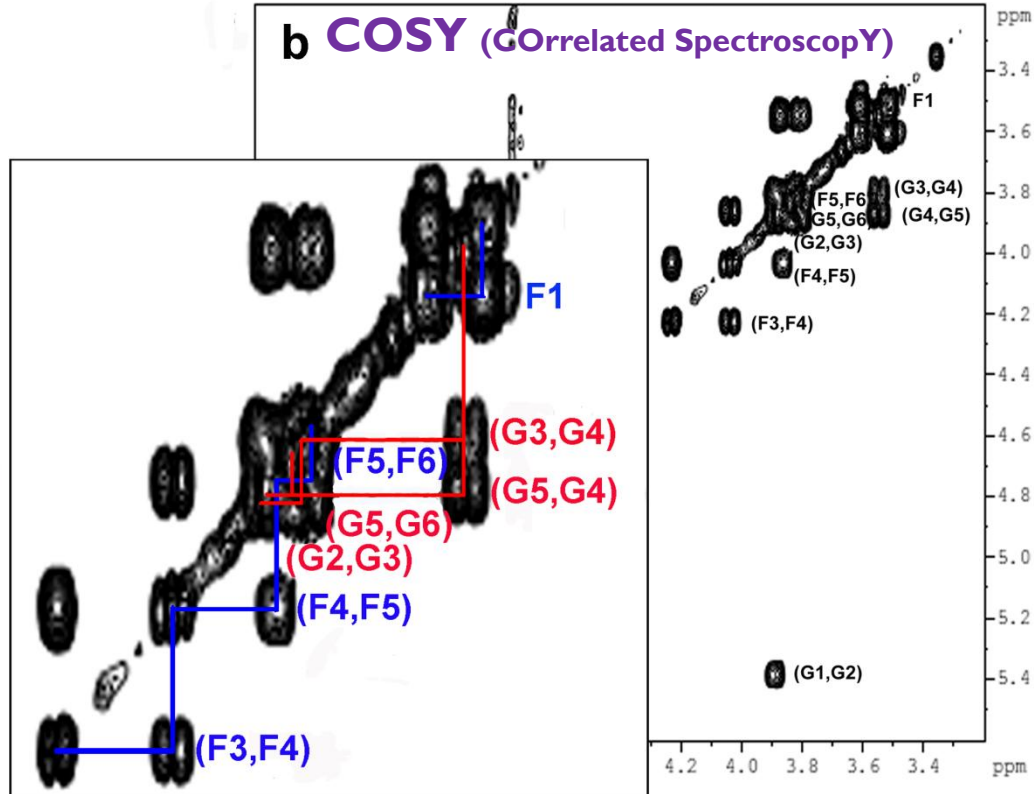 b COSY (GOrrelated SpectroscopY)
ppm
3.4
3.6
3.8
4.0
4.2
4.4
4.6
4.8
5.0
5.2
5.4
4.2 4.0 3.8 3.6 3.4 ppm
F1
(G3,G4)
(F5,F6
G5,G6)
(G4,G5)
(G2,G3)
(F4,F5)
(F3,F4)
(G1,G2)
F1
(G3,G4)
(F5,F6)
(G5,G4)
(G5,G6)
(G2,G3)
(F4,F5)
(F3,F4)